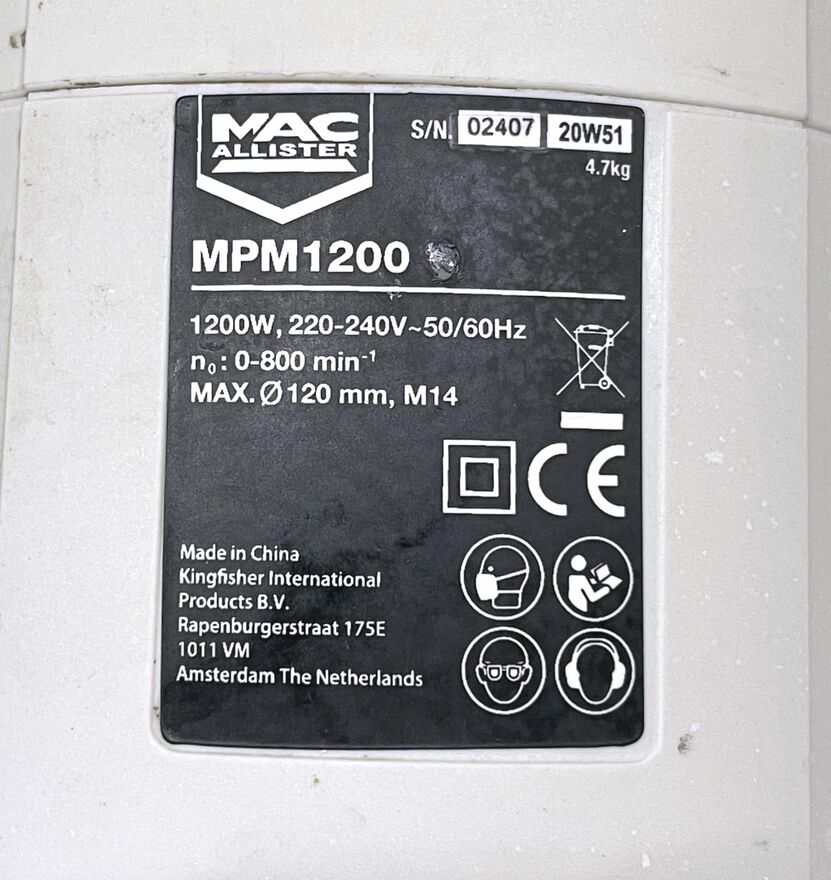 MAC
ALLISTER
S/N. 02407 20W51
4.7kg
MPM1200
1200W, 220-240V~50/60Hz
n₀: 0-800 min⁻¹
MAX. Ø120 mm, M14
CE
Made in China
Kingfisher International
Products B.V.
Rapenburgerstraat 175E
1011 VM
Amsterdam The Netherlands